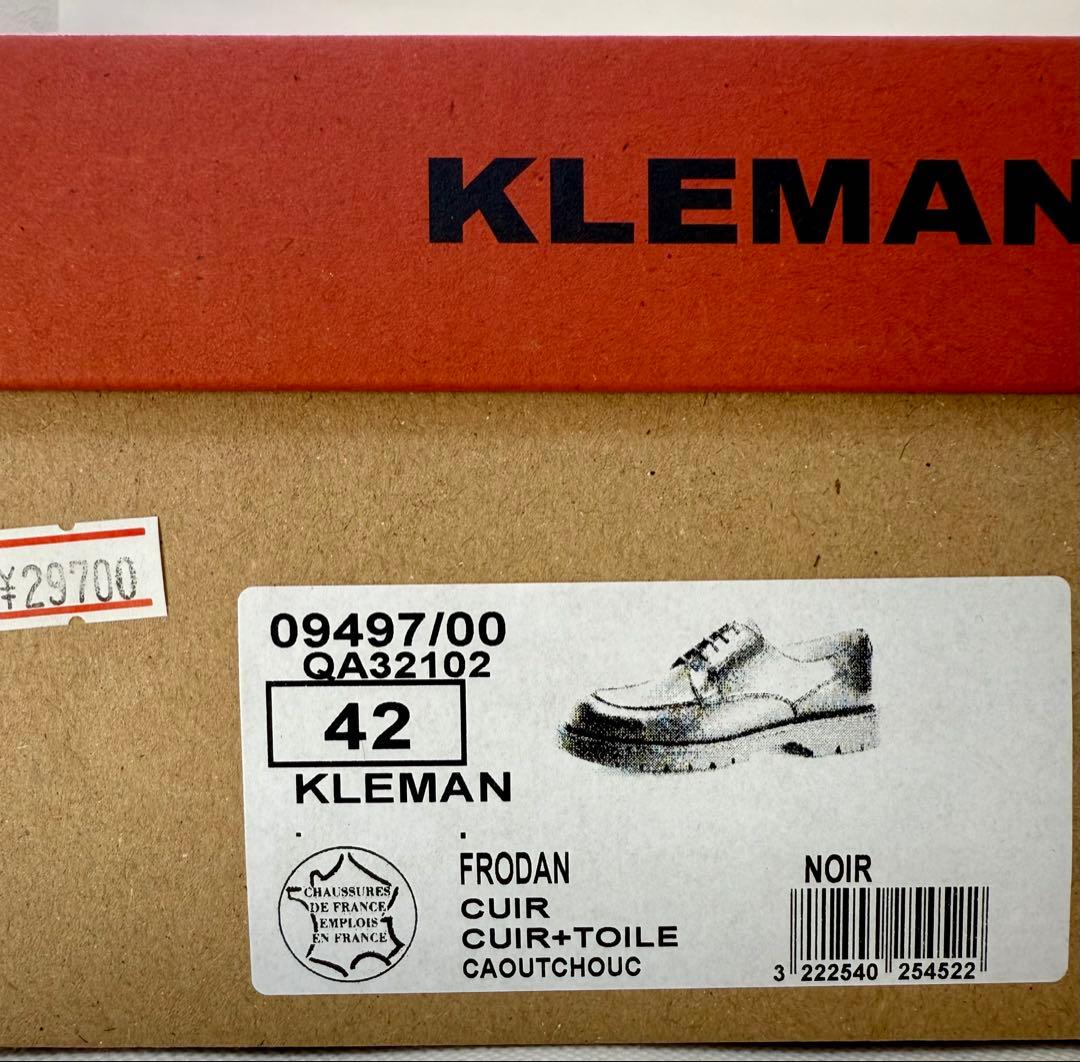 KLEMAN
¥29700
09497/00
QA32102
42
KLEMAN
. .
FRODAN NOIR
CUIR
CUIR+TOILE
CAOUTCHOUC
3 222540 254522
CHAUSSURES
DE FRANCE
EMPLOIS
EN FRANCE